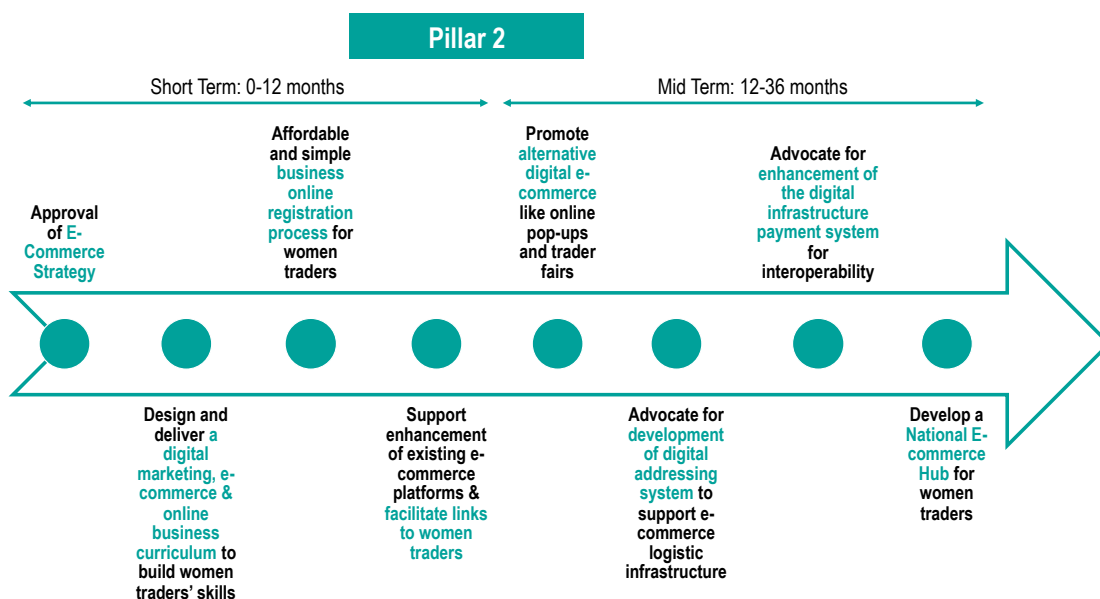 Pillar 2
Short Term: 0-12 months
Mid Term: 12-36 months
Approval
of E-
Commerce
Strategy
Design and
deliver a
digital
marketing, e-
commerce &
online
business
curriculum to
build women
traders' skills
Affordable
and simple
business
online
registration
process for
women
traders
Support
enhancement
of existing e-
commerce
platforms &
facilitate links
to women
traders
Promote
alternative
digital e-
commerce
like online
pop-ups
and trader
fairs
Advocate for
development
of digital
addressing
system to
support e-
commerce
logistic
infrastructure
Advocate for
enhancement of
the digital
infrastructure
payment system
for
interoperability
Develop a
National E-
commerce
Hub for
women
traders